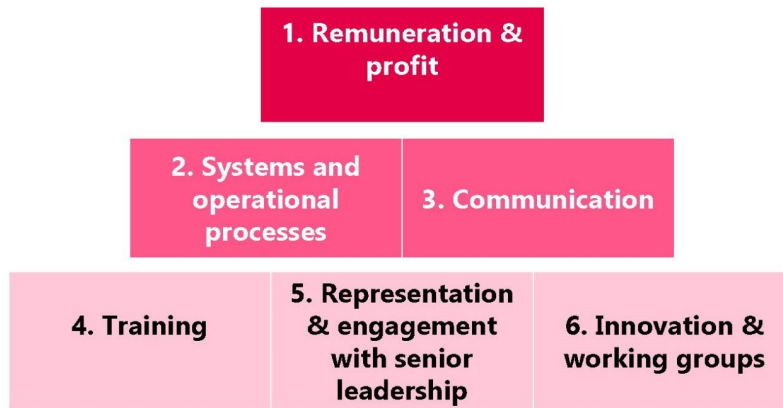 1. Remuneration &
profit
2. Systems and
operational
processes
3. Communication
4. Training
5. Representation
& engagement
with senior
leadership
6. Innovation &
working groups